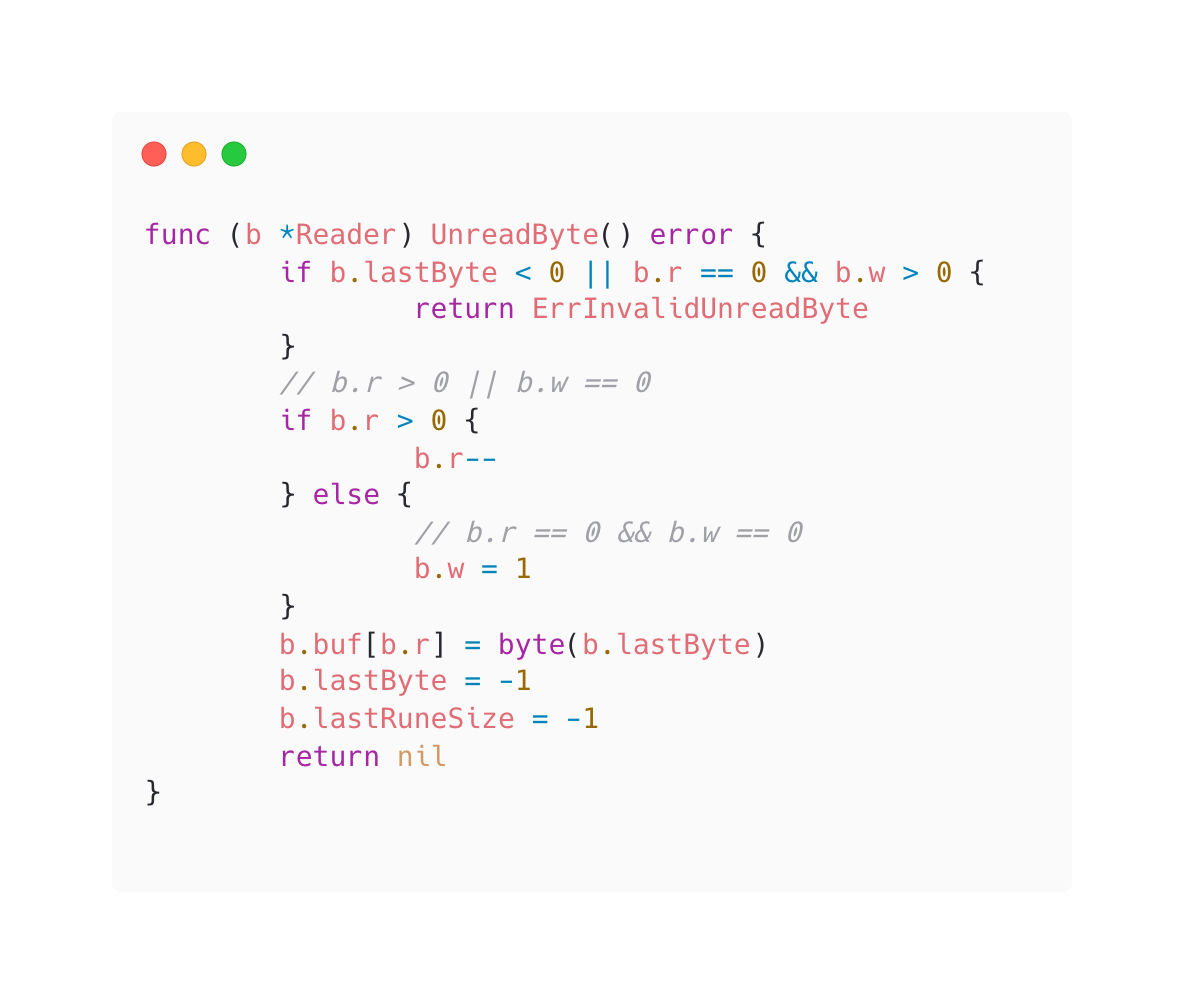 func (b *Reader) UnreadByte() error {
        if b.lastByte < 0 || b.r == 0 && b.w > 0 {
                return ErrInvalidUnreadByte
        }
        // b.r > 0 || b.w == 0
        if b.r > 0 {
                b.r--
        } else {
                // b.r == 0 && b.w == 0
                b.w = 1
        }
        b.buf[b.r] = byte(b.lastByte)
        b.lastByte = -1
        b.lastRuneSize = -1
        return nil
}